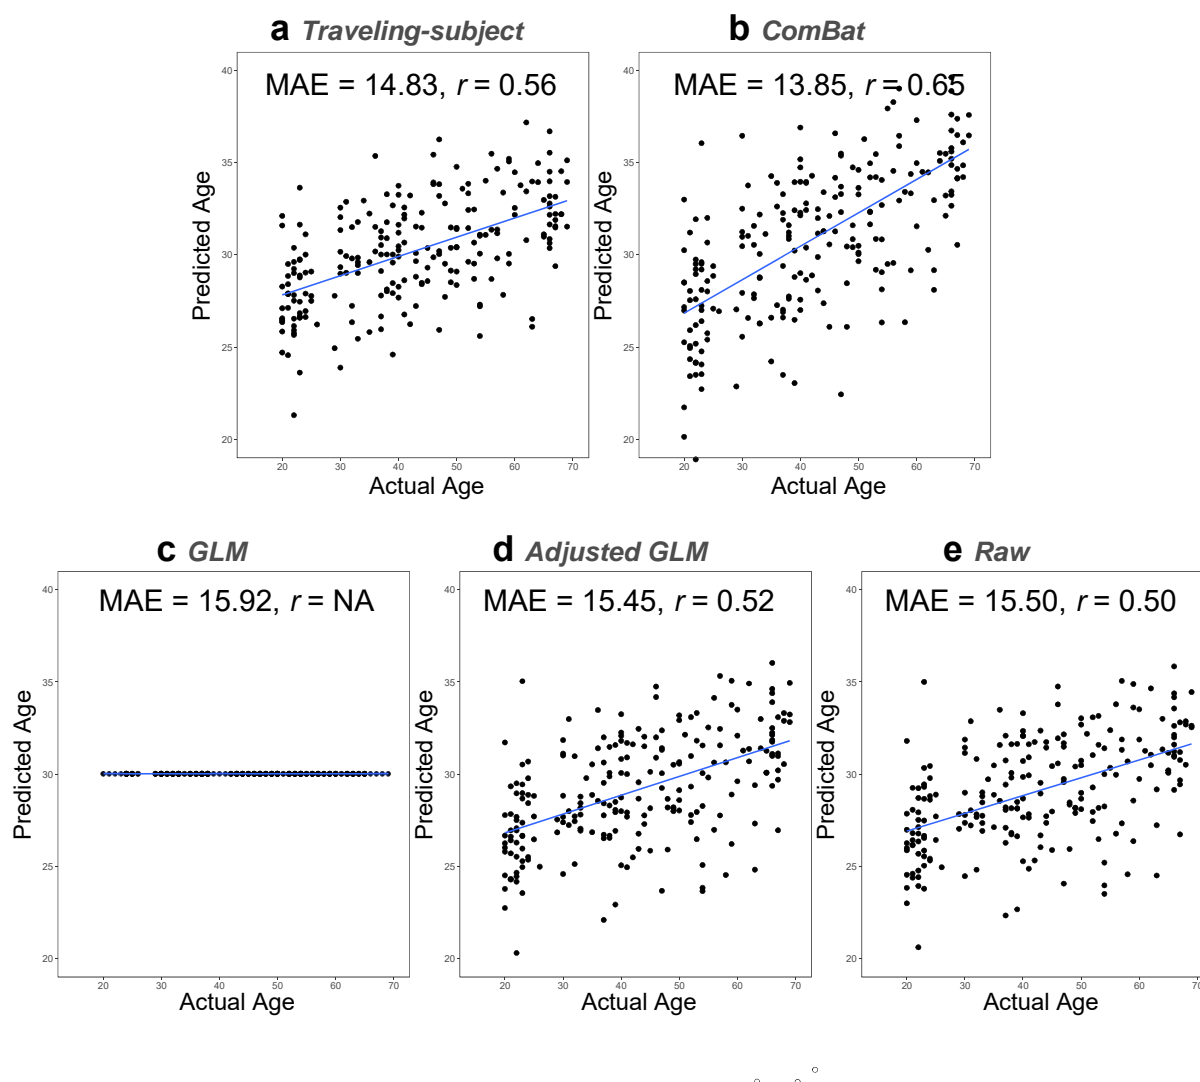 a Traveling-subject
MAE = 14.83, r = 0.56
40
35
30
25
20
Predicted Age
20 30 40 50 60 70
Actual Age
b ComBat
MAE = 13.85, r = 0.65
40
35
30
25
20
Predicted Age
20 30 40 50 60 70
Actual Age
c GLM
MAE = 15.92, r = NA
40
35
30
25
20
Predicted Age
20 30 40 50 60 70
Actual Age
d Adjusted GLM
MAE = 15.45, r = 0.52
40
35
30
25
20
Predicted Age
20 30 40 50 60 70
Actual Age
e Raw
MAE = 15.50, r = 0.50
40
35
30
25
20
Predicted Age
20 30 40 50 60 70
Actual Age